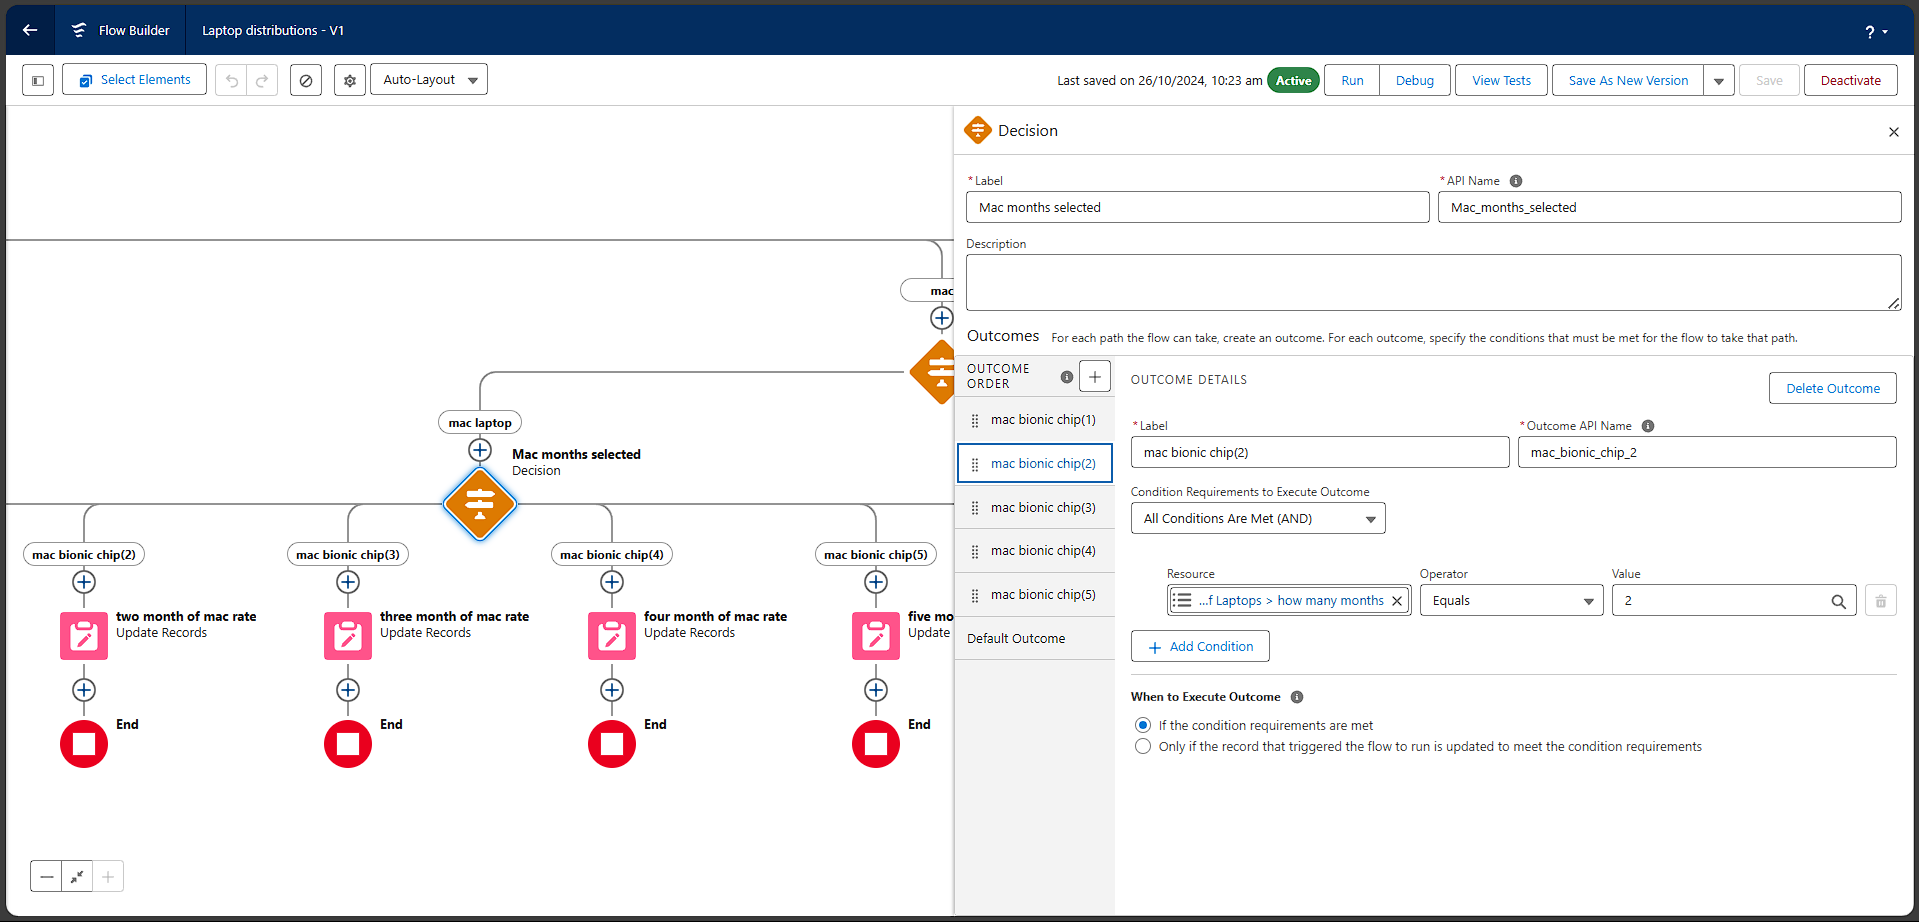 Flow Builder
Laptop distributions - V1
?
Select Elements
Auto-Layout
Last saved on 26/10/2024, 10:23 am
Active
Run
Debug
View Tests
Save As New Version
Save
Deactivate
mac
mac laptop
Mac months selected
Decision
mac bionic chip(2)
mac bionic chip(3)
mac bionic chip(4)
mac bionic chip(5)
two month of mac rate
Update Records
three month of mac rate
Update Records
four month of mac rate
Update Records
five mo
Update
End
End
End
End
Decision
* Label
Mac months selected
* API Name
Mac_months_selected
Description
Outcomes
For each path the flow can take, create an outcome. For each outcome, specify the conditions that must be met for the flow to take that path.
OUTCOME
ORDER
mac bionic chip(1)
mac bionic chip(2)
mac bionic chip(3)
mac bionic chip(4)
mac bionic chip(5)
Default Outcome
OUTCOME DETAILS
Delete Outcome
* Label
mac bionic chip(2)
* Outcome API Name
mac_bionic_chip_2
Condition Requirements to Execute Outcome
All Conditions Are Met (AND)
Resource
...f Laptops > how many months
Operator
Equals
Value
2
Add Condition
When to Execute Outcome
If the condition requirements are met
Only if the record that triggered the flow to run is updated to meet the condition requirements